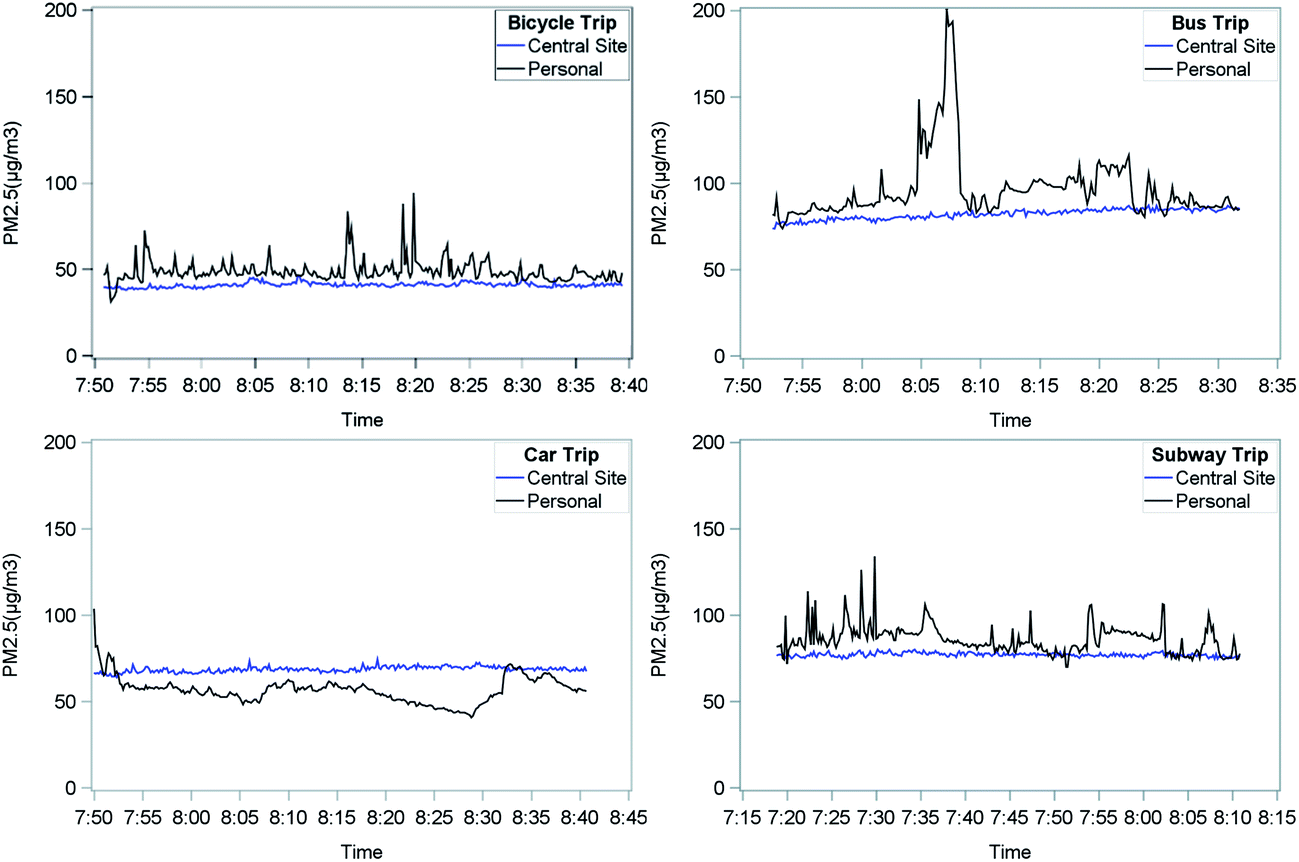 Bicycle Trip
Central Site
Personal
PM2.5(µg/m3)
200
150
100
50
0
7:50 7:55 8:00 8:05 8:10 8:15 8:20 8:25 8:30 8:35 8:40
Time
Bus Trip
Central Site
Personal
PM2.5(µg/m3)
200
150
100
50
0
7:50 7:55 8:00 8:05 8:10 8:15 8:20 8:25 8:30 8:35
Time
Car Trip
Central Site
Personal
PM2.5(µg/m3)
200
150
100
50
0
7:50 7:55 8:00 8:05 8:10 8:15 8:20 8:25 8:30 8:35 8:40 8:45
Time
Subway Trip
Central Site
Personal
PM2.5(µg/m3)
200
150
100
50
0
7:15 7:20 7:25 7:30 7:35 7:40 7:45 7:50 7:55 8:00 8:05 8:10 8:15
Time